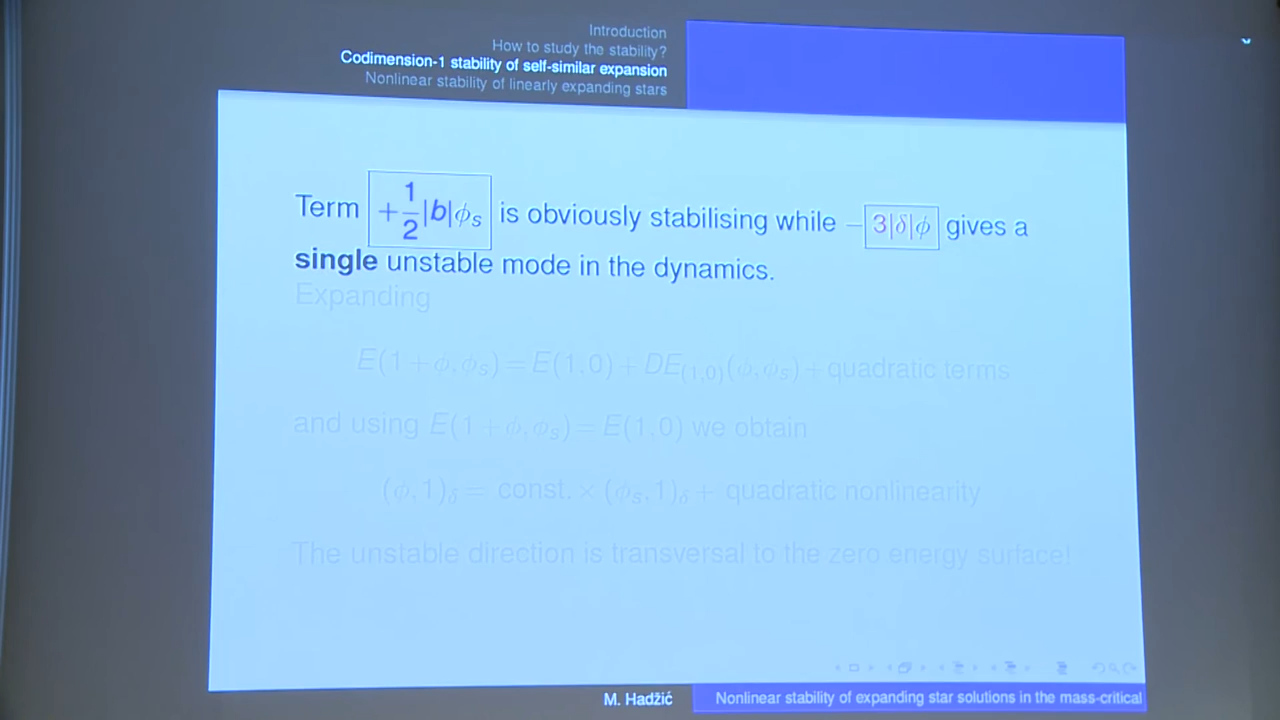 Introduction
How to study the stability?
Codimension-1 stability of self-similar expansion
Nonlinear stability of linearly expanding stars
Term +1/2|b|ϕₛ is obviously stabilising while −3|δ|ϕ gives a
single unstable mode in the dynamics.
Expanding
E(1+ϕ,ϕₛ) = E(1,0) + DE₍₁,₀₎(ϕ,ϕₛ) + quadratic terms
and using E(1+ϕ,ϕₛ) = E(1,0) we obtain
(ϕ,1)_δ = const. × (ϕₛ,1)_δ + quadratic nonlinearity
The unstable direction is transversal to the zero energy surface!
M. Hadžić
Nonlinear stability of expanding star solutions in the mass-critical